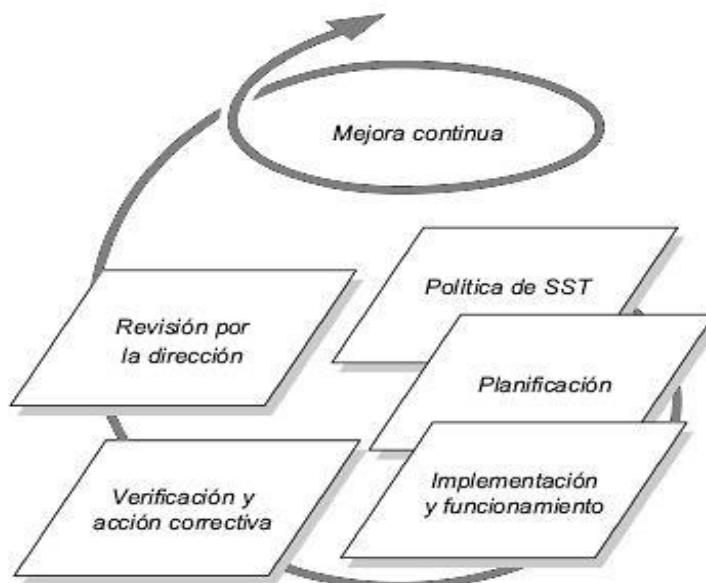 Mejora continua
Política de SST
Revisión por
la dirección
Planificación
Implementación
y funcionamiento
Verificación y
acción correctiva